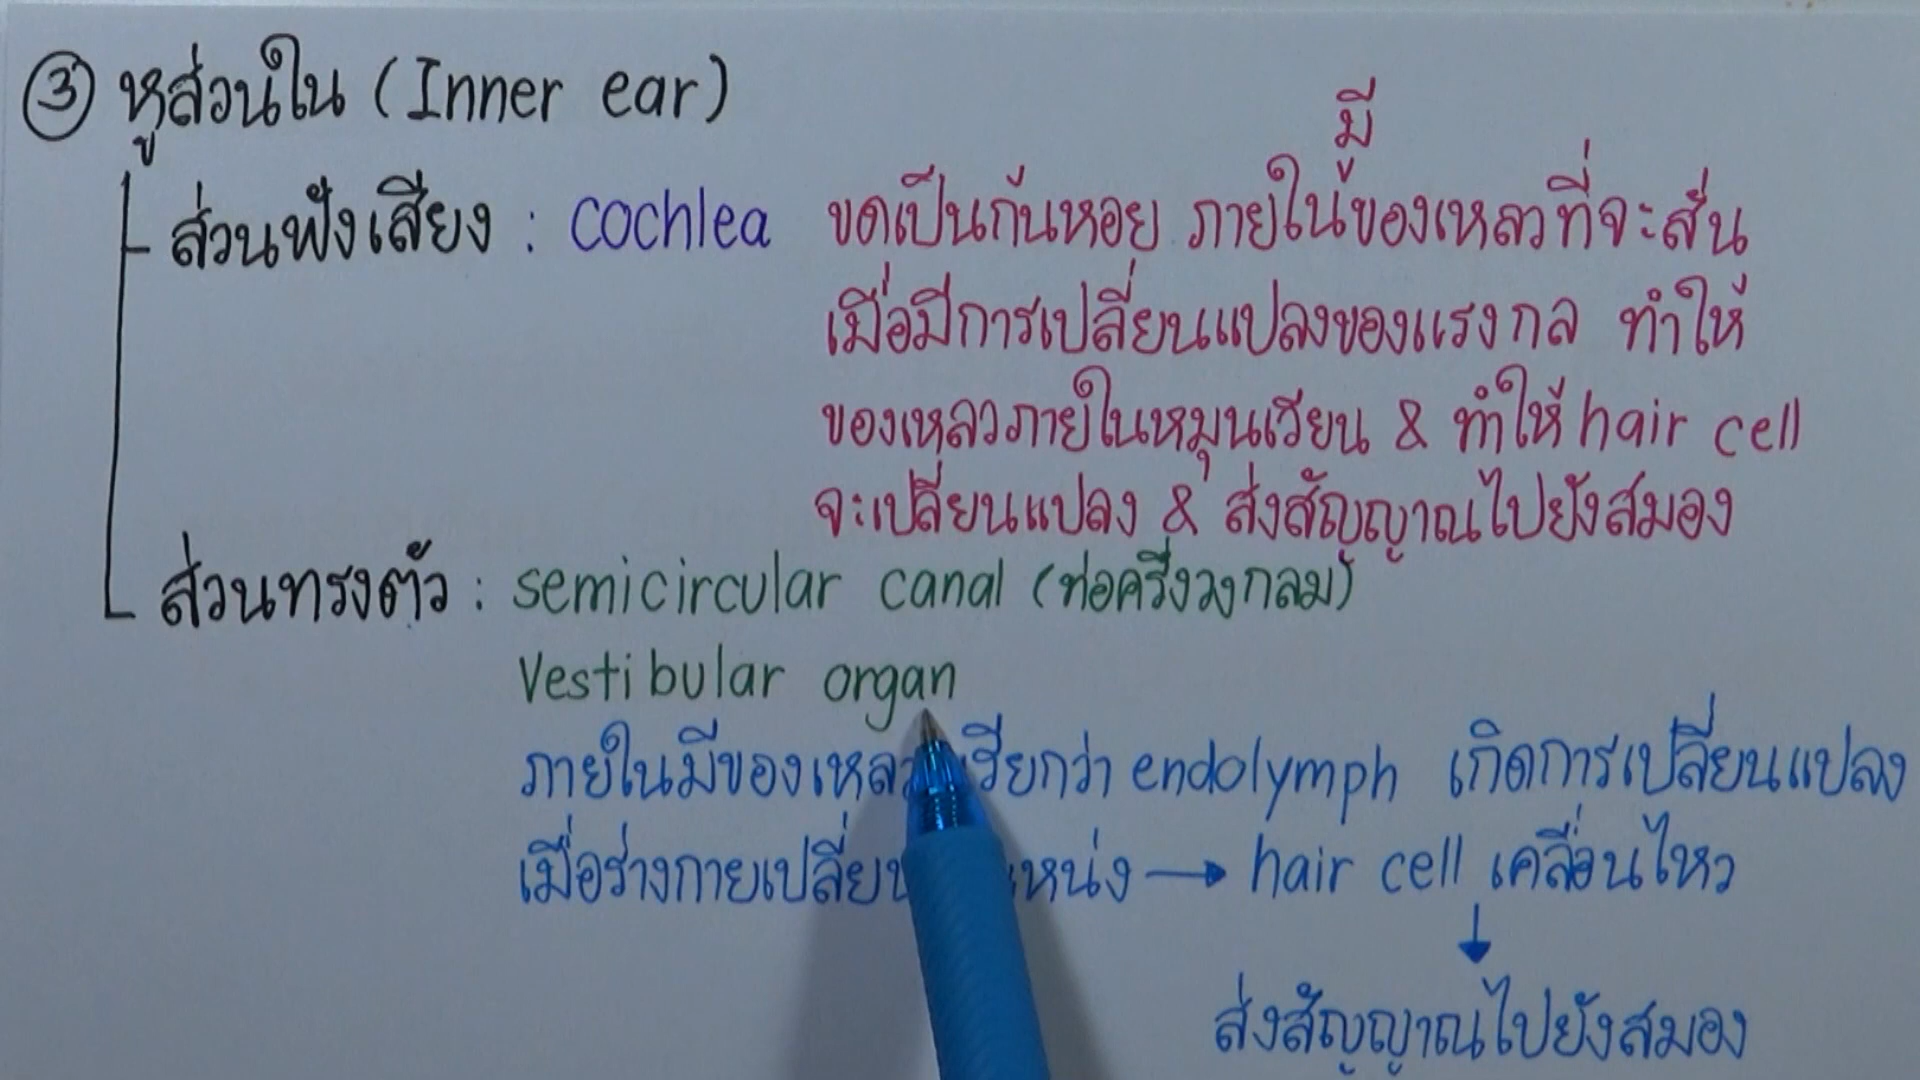 ③ หูส่วนใน (Inner ear)
ส่วนฟังเสียง : cochlea ขดเป็นก้นหอย ภายในมีของเหลวที่จะสั่น
เมื่อมีการเปลี่ยนแปลงของแรงกล ทำให้
ของเหลวภายในหมุนเวียน & ทำให้ hair cell
จะเปลี่ยนแปลง & ส่งสัญญาณไปยังสมอง
ส่วนทรงตัว : semicircular canal (ท่อครึ่งวงกลม)
Vestibular organ
ภายในมีของเหลว เรียกว่า endolymph เกิดการเปลี่ยนแปลง
เมื่อร่างกายเปลี่ยน → hair cell เคลื่อนไหว
↓
ส่งสัญญาณไปยังสมอง